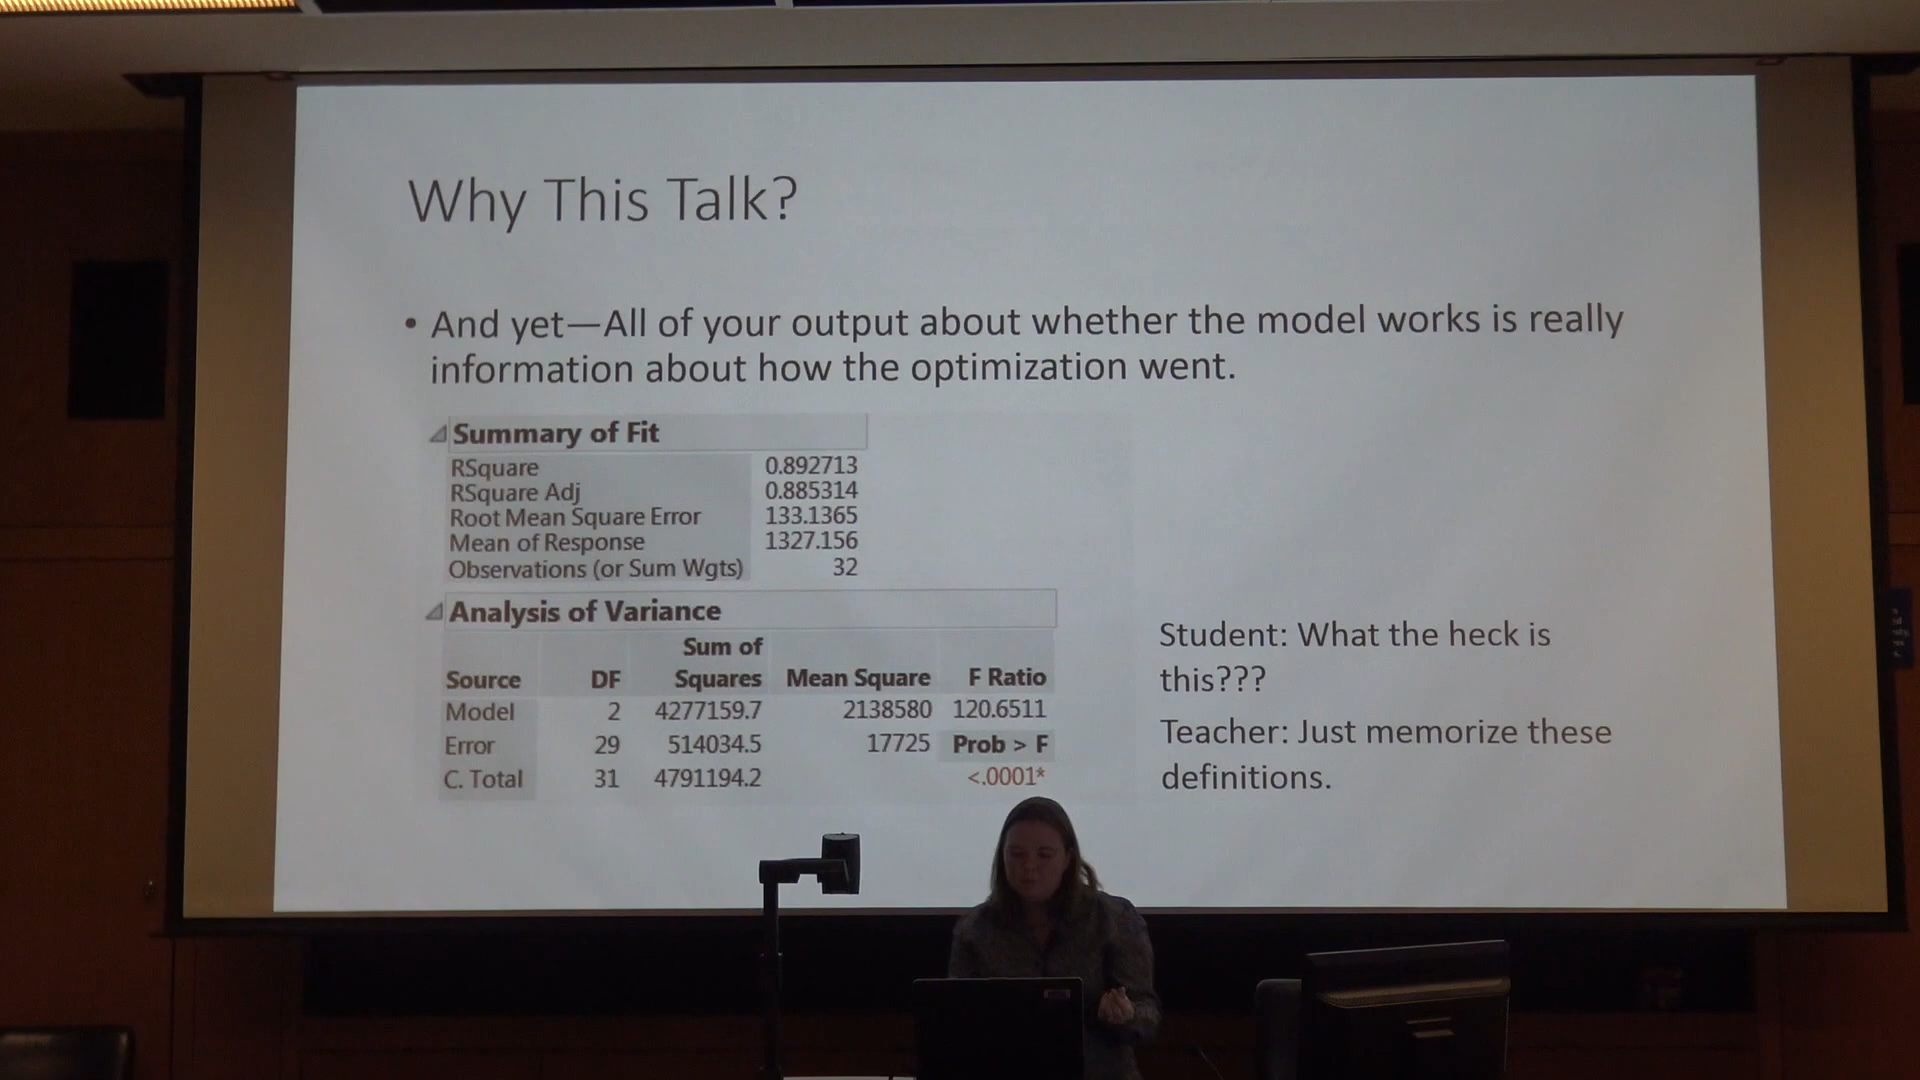 Why This Talk?
• And yet—All of your output about whether the model works is really
information about how the optimization went.
Summary of Fit
RSquare 0.892713
RSquare Adj 0.885314
Root Mean Square Error 133.1365
Mean of Response 1327.156
Observations (or Sum Wgts) 32
Analysis of Variance
Sum of
Source DF Squares Mean Square F Ratio
Model 2 4277159.7 2138580 120.6511
Error 29 514034.5 17725 Prob > F
C. Total 31 4791194.2 <.0001*
Student: What the heck is
this???
Teacher: Just memorize these
definitions.